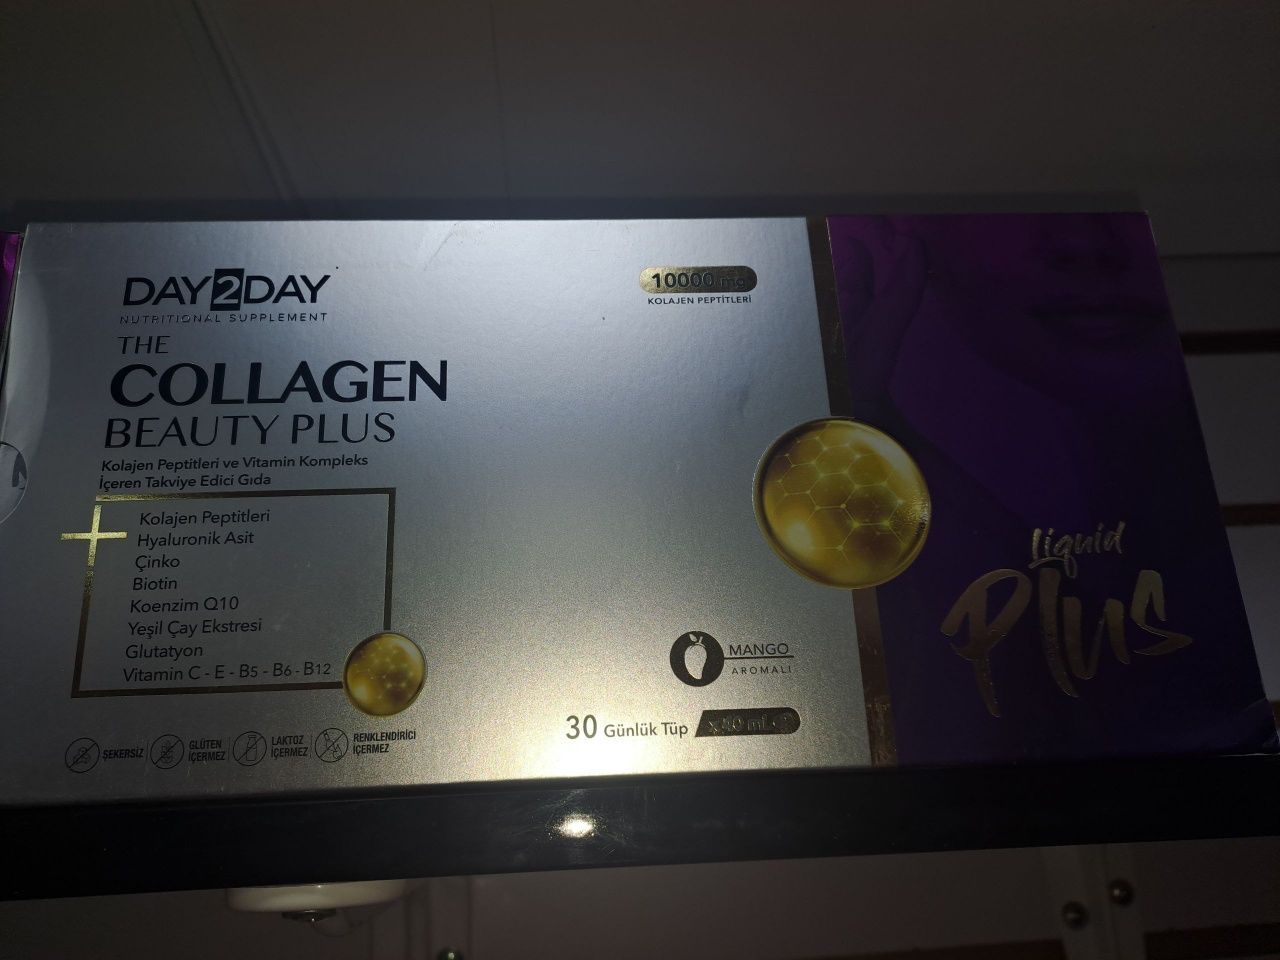 DAY2DAY
NUTRITIONAL SUPPLEMENT
THE
COLLAGEN
BEAUTY PLUS
Kolajen Peptitleri ve Vitamin Kompleks
İçeren Takviye Edici Gıda
Kolajen Peptitleri
Hyaluronik Asit
Çinko
Biotin
Koenzim Q10
Yeşil Çay Ekstresi
Glutatyon
Vitamin C - E - B5 - B6 - B12
ŞEKERSİZ
GLÜTEN
İÇERMEZ
LAKTOZ
İÇERMEZ
RENKLENDİRİCİ
İÇERMEZ
10000 mg
KOLAJEN PEPTİTLERİ
MANGO
AROMALI
30 Günlük Tüp
Liquid
Plus